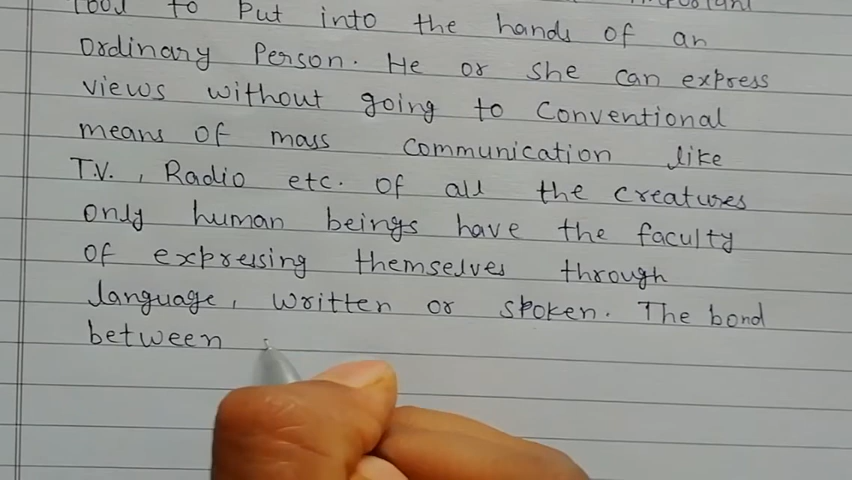 tool to Put into the hands of an
ordinary Person. He or she can express
views without going to conventional
means of mass communication like
T.V., Radio etc. Of all the creatures
only human beings have the faculty
of expressing themselves through
language, written or spoken. The bond
between